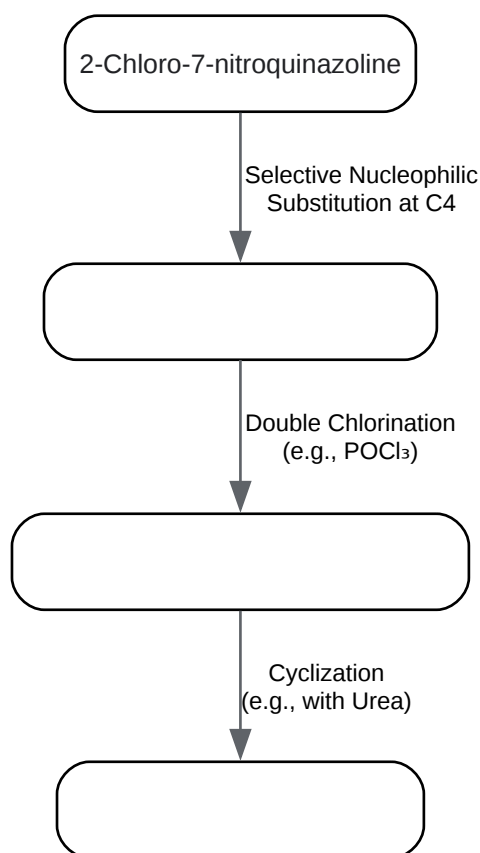 2-Chloro-7-nitroquinazoline
Selective Nucleophilic
Substitution at C4
Double Chlorination
(e.g., POCl₃)
Cyclization
(e.g., with Urea)